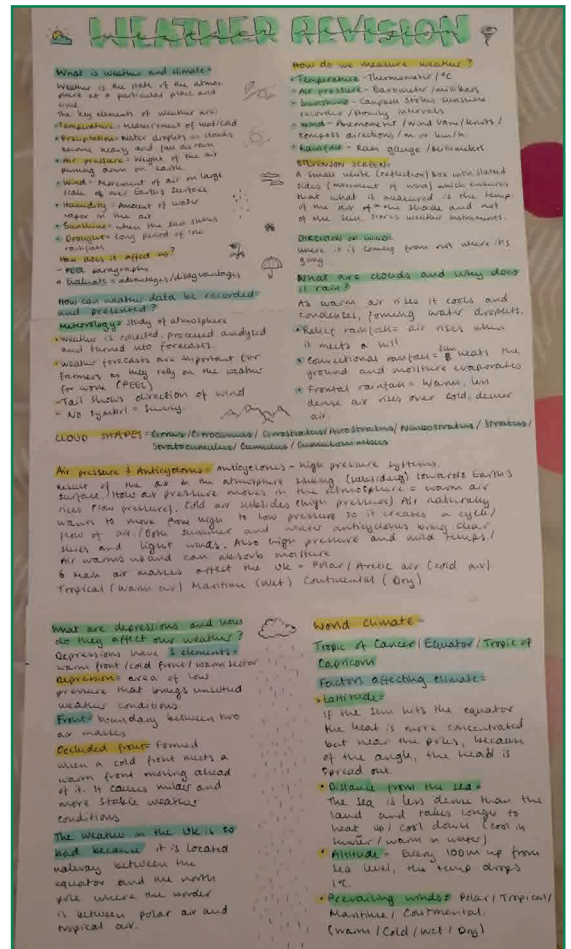 WEATHER REVISION
What is weather and climate=
Weather is the state of the atmos
phere at a particular place and
time.
The key elements of weather are:
Temperature= Measurement of hot/cold
Precipitation= Water droplets in clouds
become heavy and fall as rain
Air pressure= Weight of the air
pushing down on earth
Wind= Movement of air on large
scale of over Earth's surface
Humidity= Amount of water
vapor in the air
Sunshine= when the sun shows
Drought= Long period of low
rainfall
How does it affect us?
PEEL paragraphs
Evaluate= advantages/disadvantages
How can weather data be recorded
and presented?
Meterology= study of atmosphere
Weather is collected, processed analysed
and turned into forecasts.
weather forecasts are important for
farmers as they rely on the weather
for work (PEEL)
-Tail shows direction of wind
- No symbol = Sunny.
How do we measure weather?
Temperature - Thermometer / °C
Air pressure - Barometer / millibars
Sunshine - Campbell Stokes sunshine
recorder / hourly intervals
Wind - Anemometer / wind vane / knots /
compass directions / m or km/h
Rainfall - Rain gauge / millimeters
STEVENSON SCREEN=
A small white (reflection) box with slatted
sides (movement of wind) which ensures
that what is measured is the temp.
of the air in the shade and not
of the sun. Stores weather instruments.
DIRECTION OF WIND=
where it is coming from not where its
going
What are clouds and why does
it rain?
As warm air rises it cools and
condenses, forming water droplets.
Relief rainfall= air rises when
it meets a hill
Convectional rainfall= Sun heats the
ground and moisture evaporates
Frontal rainfall= Warm, less
dense air rises over cold, denser
air.
CLOUD SHAPES= Cirrus / Cirrocumulus / Cirrostratus / Altostratus / Nimbostratus / Stratus /
Stratocumulus / Cumulus / Cumulonimbus
Air pressure & Anticyclones= Anticyclones - high pressure systems.
Result of the air in the atmosphere sinking (subsiding) towards Earth's
surface. How air pressure moves in the atmosphere = warm air
rises (low pressure). Cold air subsides (high pressure) Air naturally
wants to move from high to low pressure so it creates a cycle/
flow of air. Both summer and winter anticyclones bring clear
skies and light winds. Also high pressure and mild temps./
Air warms up and can absorb moisture
6 main air masses affect the UK = Polar / Arctic air (cold air)
Tropical (warm air) Maritime (wet) Continental (Dry)
What are depressions and how
do they affect our weather?
Depressions have 3 elements=
warm front / cold front / warm sector
Depression= area of low
pressure that brings unsettled
weather conditions.
Front= boundary between two
air masses
Occluded front= Formed
when a cold front meets a
warm front moving ahead
of it. It causes milder and
more stable weather
conditions
The weather in the UK is so
bad because it is located
halfway between the
equator and the north
pole where the border
is between polar air and
tropical air.
World Climate=
Tropic of Cancer / Equator / Tropic of
Capricorn
Factors affecting climate=
Lattitude=
If the Sun hits the equator
the heat is more concentrated
but near the poles, because
of the angle, the head is
spread out.
Distance from the sea=
The sea is less dense than the
land and takes longer to
heat up / cool down (cool in
summer / warm in winter)
Altitude= Every 100m up from
sea level, the temp drops
1°C.
Prevailing winds= Polar / Tropical /
Maritime / Continental.
(Warm / Cold / Wet / Dry)